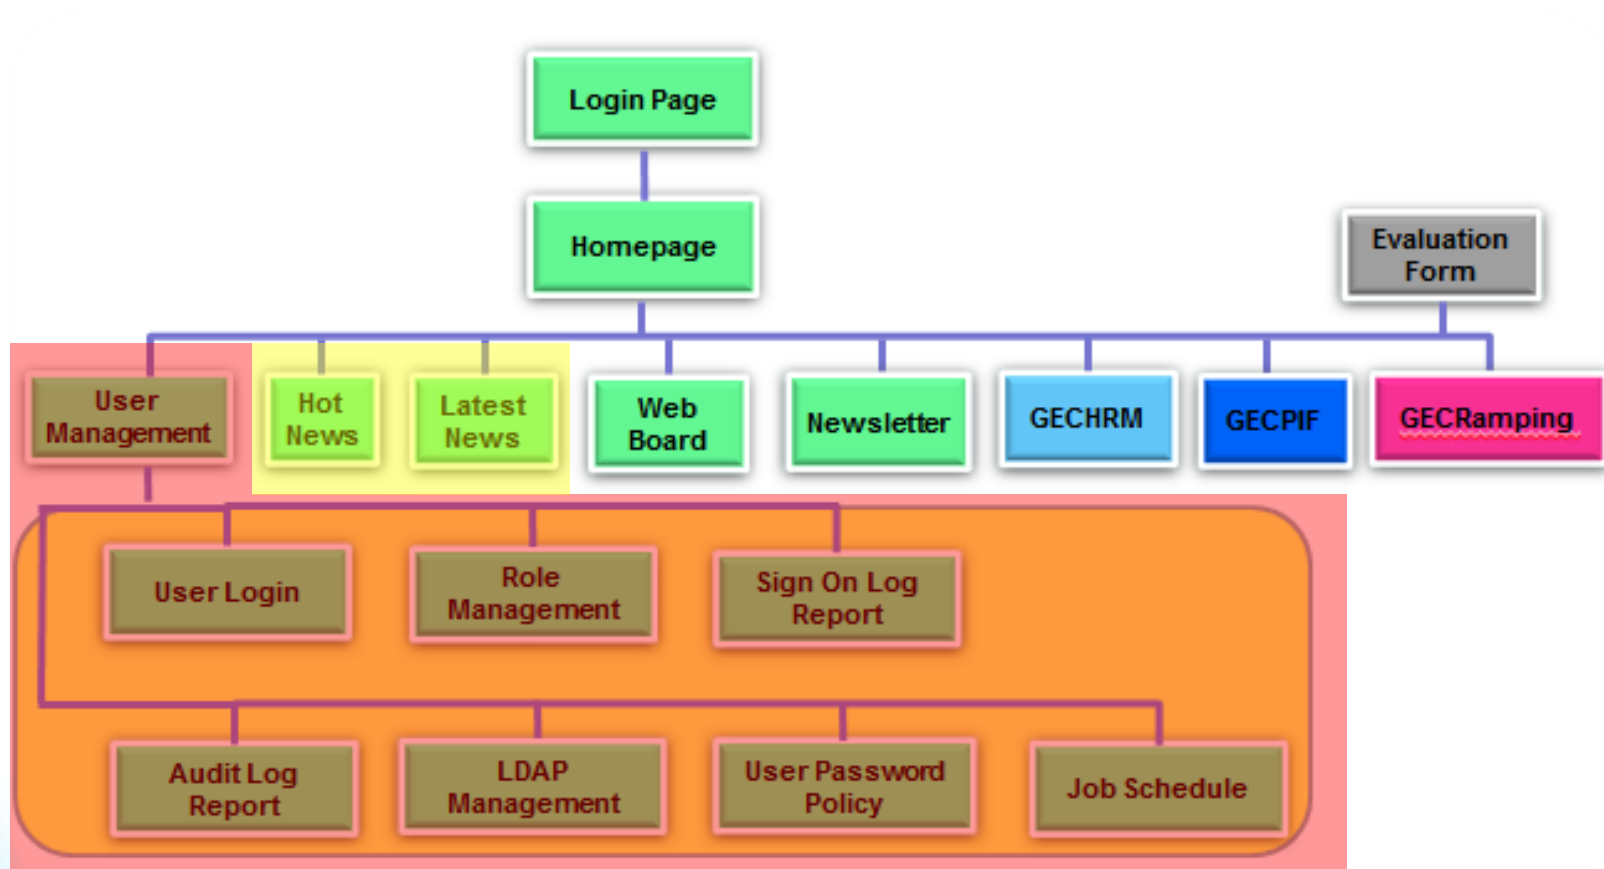 Login Page
Homepage
Evaluation
Form
User
Management
Hot
News
Latest
News
Web
Board
Newsletter
GECHRM
GECPIF
GECRamping
User Login
Role
Management
Sign On Log
Report
Audit Log
Report
LDAP
Management
User Password
Policy
Job Schedule